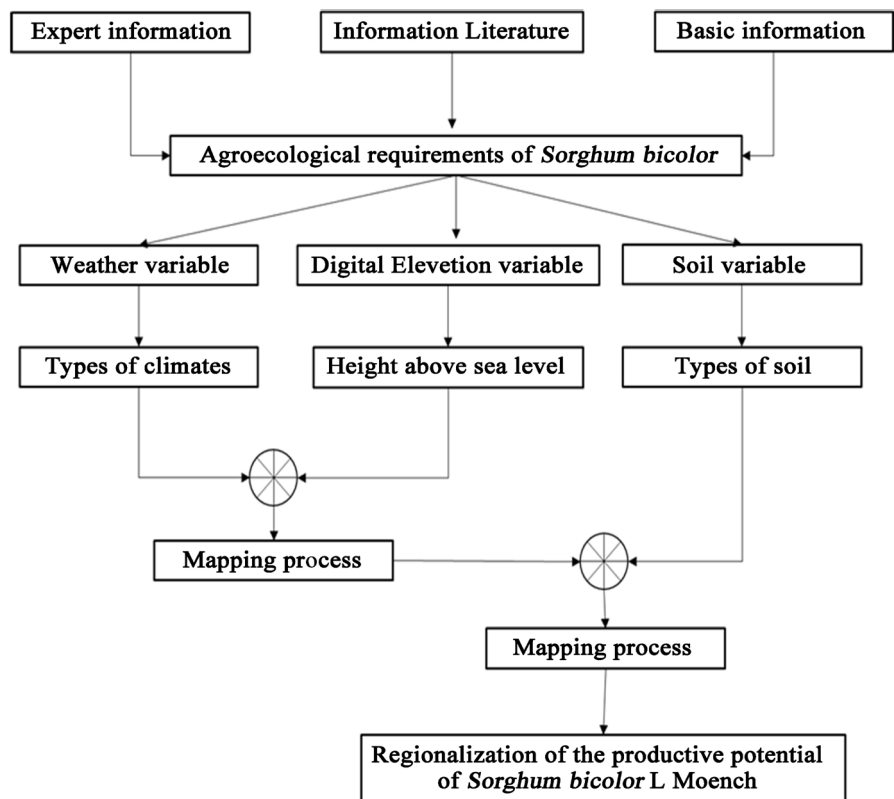 Expert information
Information Literature
Basic information
Agroecological requirements of Sorghum bicolor
Weather variable
Digital Elevetion variable
Soil variable
Types of climates
Height above sea level
Types of soil
Mapping process
Mapping process
Regionalization of the productive potential
of Sorghum bicolor L Moench